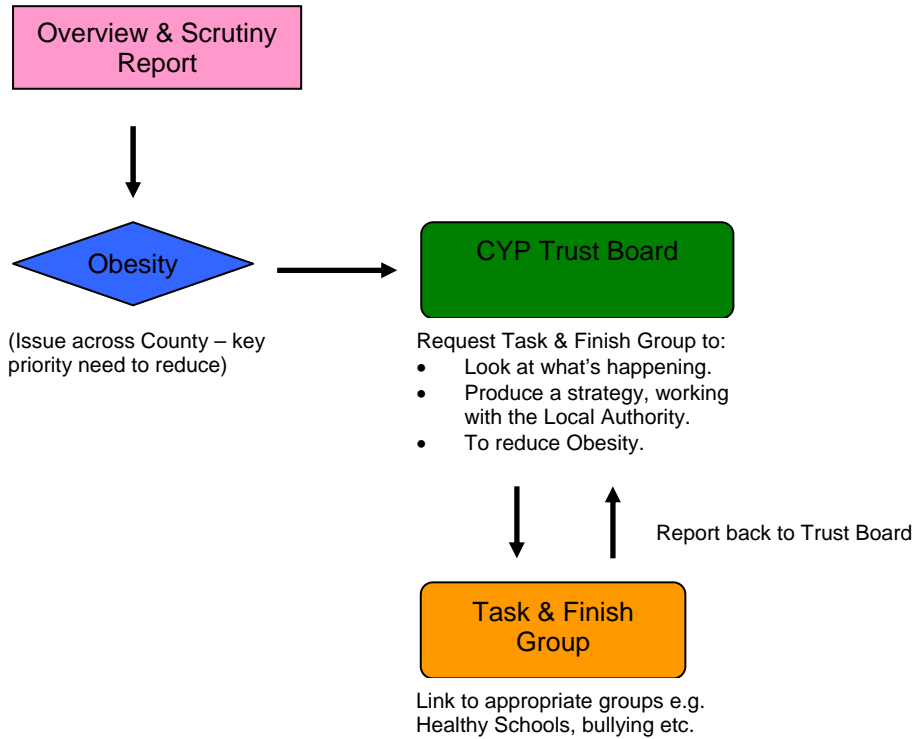 Overview & Scrutiny
Report
Obesity
(Issue across County – key
priority need to reduce)
CYP Trust Board
Request Task & Finish Group to:
• Look at what's happening.
• Produce a strategy, working
with the Local Authority.
• To reduce Obesity.
Report back to Trust Board
Task & Finish
Group
Link to appropriate groups e.g.
Healthy Schools, bullying etc.